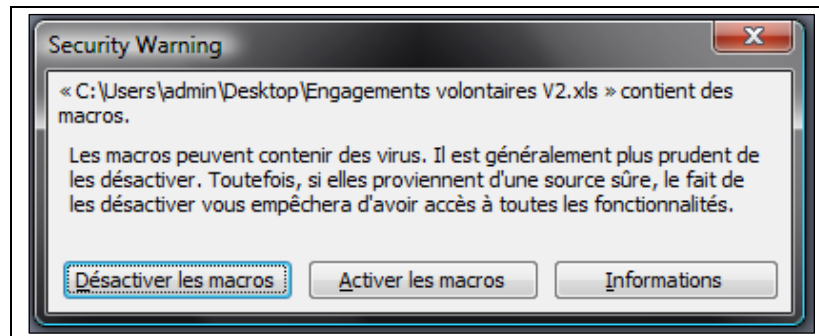 Security Warning
« C:\Users\admin\Desktop\Engagements volontaires V2.xls » contient des
macros.
Les macros peuvent contenir des virus. Il est généralement plus prudent de
les désactiver. Toutefois, si elles proviennent d'une source sûre, le fait de
les désactiver vous empêchera d'avoir accès à toutes les fonctionnalités.
Désactiver les macros Activer les macros Informations